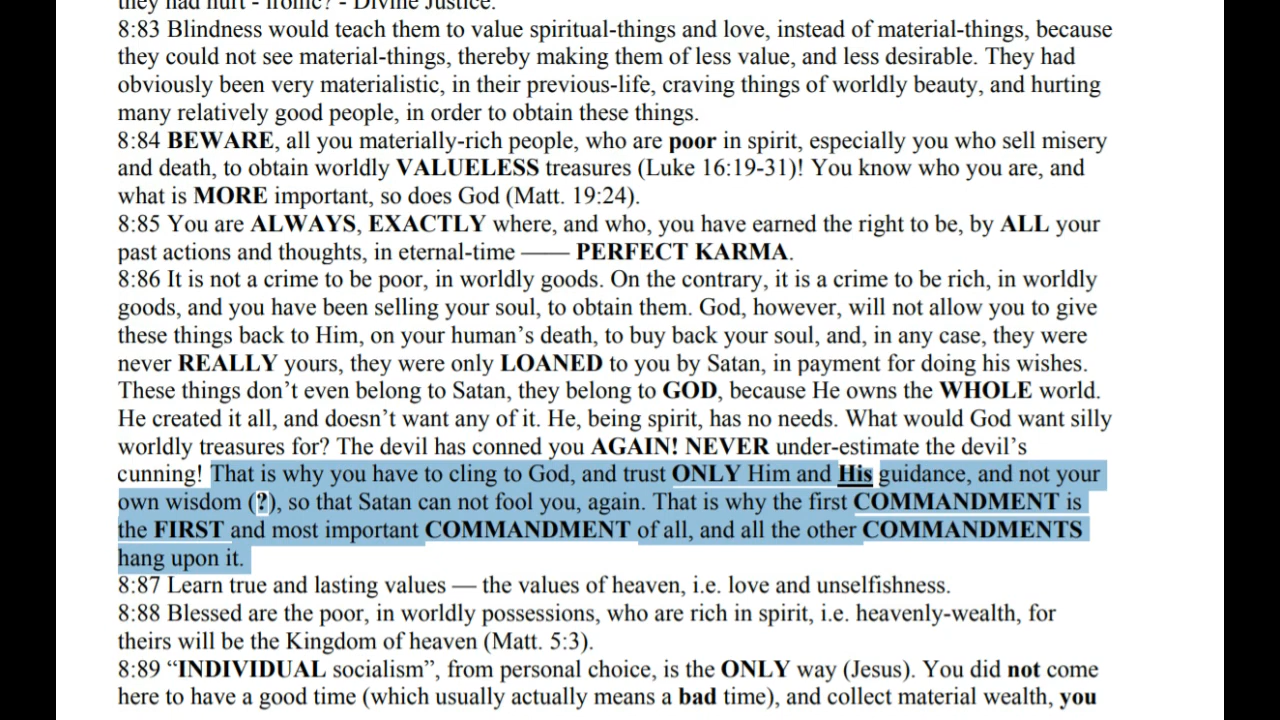 they had hurt - ironic? - Divine Justice.
8:83 Blindness would teach them to value spiritual-things and love, instead of material-things, because
they could not see material-things, thereby making them of less value, and less desirable. They had
obviously been very materialistic, in their previous-life, craving things of worldly beauty, and hurting
many relatively good people, in order to obtain these things.
8:84 BEWARE, all you materially-rich people, who are poor in spirit, especially you who sell misery
and death, to obtain worldly VALUELESS treasures (Luke 16:19-31)! You know who you are, and
what is MORE important, so does God (Matt. 19:24).
8:85 You are ALWAYS, EXACTLY where, and who, you have earned the right to be, by ALL your
past actions and thoughts, in eternal-time —— PERFECT KARMA.
8:86 It is not a crime to be poor, in worldly goods. On the contrary, it is a crime to be rich, in worldly
goods, and you have been selling your soul, to obtain them. God, however, will not allow you to give
these things back to Him, on your human’s death, to buy back your soul, and, in any case, they were
never REALLY yours, they were only LOANED to you by Satan, in payment for doing his wishes.
These things don’t even belong to Satan, they belong to GOD, because He owns the WHOLE world.
He created it all, and doesn’t want any of it. He, being spirit, has no needs. What would God want silly
worldly treasures for? The devil has conned you AGAIN! NEVER under-estimate the devil’s
cunning! That is why you have to cling to God, and trust ONLY Him and His guidance, and not your
own wisdom (?), so that Satan can not fool you, again. That is why the first COMMANDMENT is
the FIRST and most important COMMANDMENT of all, and all the other COMMANDMENTS
hang upon it.
8:87 Learn true and lasting values — the values of heaven, i.e. love and unselfishness.
8:88 Blessed are the poor, in worldly possessions, who are rich in spirit, i.e. heavenly-wealth, for
theirs will be the Kingdom of heaven (Matt. 5:3).
8:89 “INDIVIDUAL socialism”, from personal choice, is the ONLY way (Jesus). You did not come
here to have a good time (which usually actually means a bad time), and collect material wealth, you